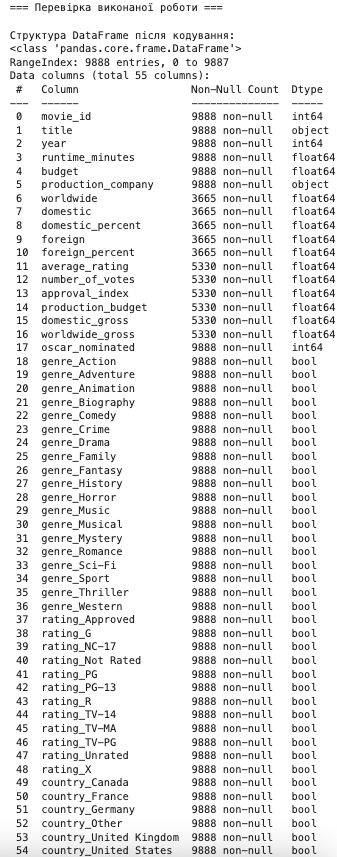 === Перевірка виконаної роботи ===
Структура DataFrame після кодування:
<class 'pandas.core.frame.DataFrame'>
RangeIndex: 9888 entries, 0 to 9887
Data columns (total 55 columns):
 #   Column                  Non-Null Count  Dtype
---  ------                  --------------  -----
 0   movie_id                9888 non-null   int64
 1   title                   9888 non-null   object
 2   year                    9888 non-null   int64
 3   runtime_minutes         9888 non-null   float64
 4   budget                  9888 non-null   float64
 5   production_company      9888 non-null   object
 6   worldwide               3665 non-null   float64
 7   domestic                3665 non-null   float64
 8   domestic_percent        3665 non-null   float64
 9   foreign                 3665 non-null   float64
 10  foreign_percent         3665 non-null   float64
 11  average_rating          5330 non-null   float64
 12  number_of_votes         5330 non-null   float64
 13  approval_index          5330 non-null   float64
 14  production_budget       5330 non-null   float64
 15  domestic_gross          5330 non-null   float64
 16  worldwide_gross         5330 non-null   float64
 17  oscar_nominated         9888 non-null   int64
 18  genre_Action            9888 non-null   bool
 19  genre_Adventure         9888 non-null   bool
 20  genre_Animation         9888 non-null   bool
 21  genre_Biography         9888 non-null   bool
 22  genre_Comedy            9888 non-null   bool
 23  genre_Crime             9888 non-null   bool
 24  genre_Drama             9888 non-null   bool
 25  genre_Family            9888 non-null   bool
 26  genre_Fantasy           9888 non-null   bool
 27  genre_History           9888 non-null   bool
 28  genre_Horror            9888 non-null   bool
 29  genre_Music             9888 non-null   bool
 30  genre_Musical           9888 non-null   bool
 31  genre_Mystery           9888 non-null   bool
 32  genre_Romance           9888 non-null   bool
 33  genre_Sci-Fi            9888 non-null   bool
 34  genre_Sport             9888 non-null   bool
 35  genre_Thriller          9888 non-null   bool
 36  genre_Western           9888 non-null   bool
 37  rating_Approved         9888 non-null   bool
 38  rating_G                9888 non-null   bool
 39  rating_NC-17            9888 non-null   bool
 40  rating_Not Rated        9888 non-null   bool
 41  rating_PG               9888 non-null   bool
 42  rating_PG-13            9888 non-null   bool
 43  rating_R                9888 non-null   bool
 44  rating_TV-14            9888 non-null   bool
 45  rating_TV-MA            9888 non-null   bool
 46  rating_TV-PG            9888 non-null   bool
 47  rating_Unrated          9888 non-null   bool
 48  rating_X                9888 non-null   bool
 49  country_Canada          9888 non-null   bool
 50  country_France          9888 non-null   bool
 51  country_Germany         9888 non-null   bool
 52  country_Other           9888 non-null   bool
 53  country_United Kingdom  9888 non-null   bool
 54  country_United States   9888 non-null   bool